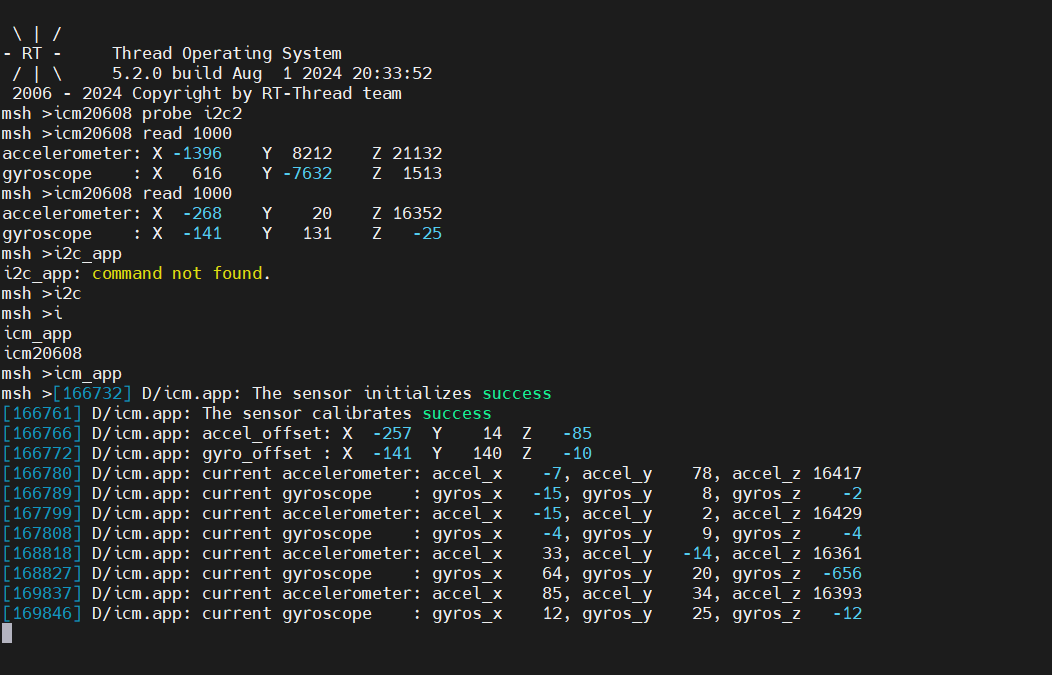 \ | /
- RT -     Thread Operating System
 / | \     5.2.0 build Aug  1 2024 20:33:52
 2006 - 2024 Copyright by RT-Thread team
msh >icm20608 probe i2c2
msh >icm20608 read 1000
accelerometer: X -1396    Y  8212    Z 21132
gyroscope    : X   616    Y -7632    Z  1513
msh >icm20608 read 1000
accelerometer: X  -268    Y    20    Z 16352
gyroscope    : X  -141    Y   131    Z   -25
msh >i2c_app
i2c_app: command not found.
msh >i2c
msh >i
icm_app
icm20608
msh >icm_app
msh >[166732] D/icm.app: The sensor initializes success
[166761] D/icm.app: The sensor calibrates success
[166766] D/icm.app: accel_offset: X  -257  Y    14  Z   -85
[166772] D/icm.app: gyro_offset : X  -141  Y   140  Z   -10
[166780] D/icm.app: current accelerometer: accel_x    -7, accel_y    78, accel_z 16417
[166789] D/icm.app: current gyroscope    : gyros_x   -15, gyros_y     8, gyros_z    -2
[167799] D/icm.app: current accelerometer: accel_x   -15, accel_y     2, accel_z 16429
[167808] D/icm.app: current gyroscope    : gyros_x    -4, gyros_y     9, gyros_z    -4
[168818] D/icm.app: current accelerometer: accel_x    33, accel_y   -14, accel_z 16361
[168827] D/icm.app: current gyroscope    : gyros_x    64, gyros_y    20, gyros_z  -656
[169837] D/icm.app: current accelerometer: accel_x    85, accel_y    34, accel_z 16393
[169846] D/icm.app: current gyroscope    : gyros_x    12, gyros_y    25, gyros_z   -12